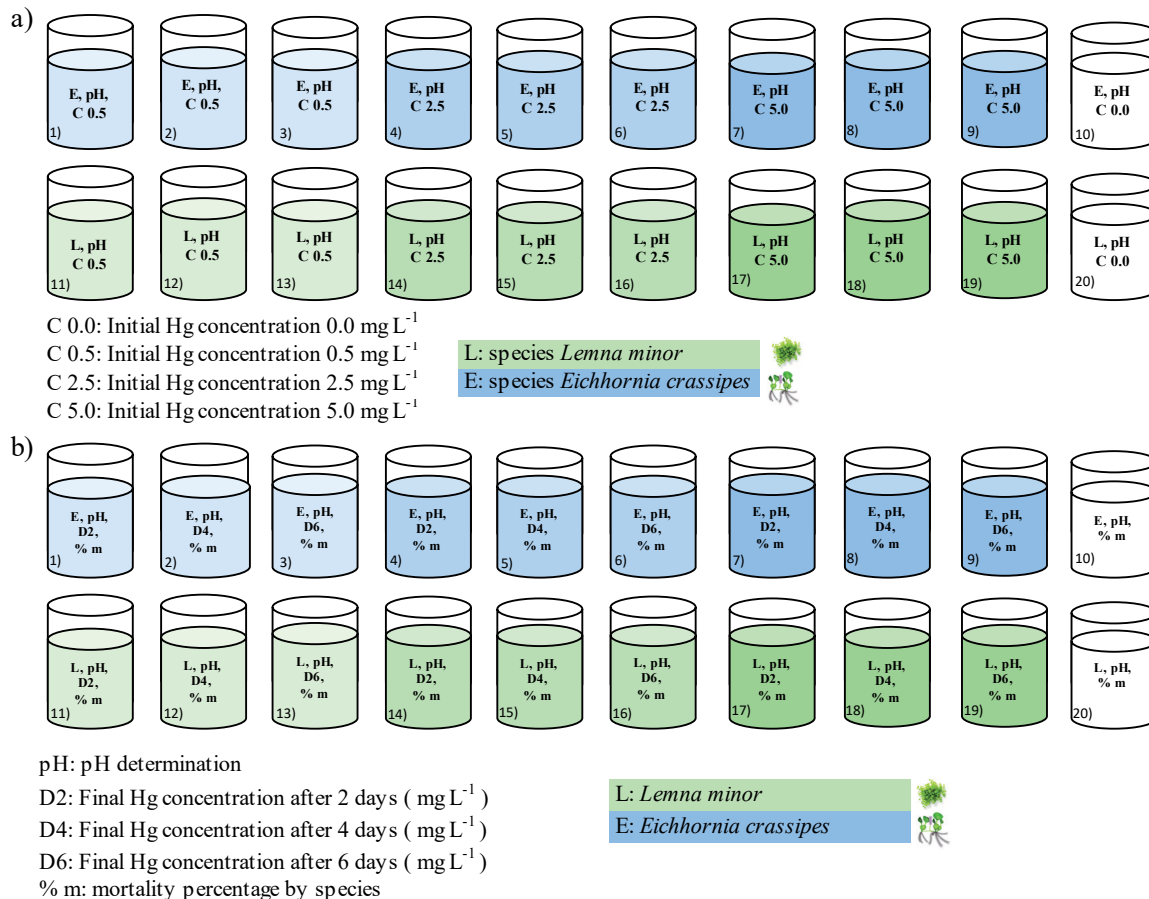 a)
E, pH,
C 0.5
1)
E, pH,
C 0.5
2)
E, pH
C 0.5
3)
E, pH
C 2.5
4)
E, pH
C 2.5
5)
E, pH
C 2.5
6)
E, pH
C 5.0
7)
E, pH
C 5.0
8)
E, pH
C 5.0
9)
E, pH
C 0.0
10)
L, pH
C 0.5
11)
L, pH
C 0.5
12)
L, pH
C 0.5
13)
L, pH
C 2.5
14)
L, pH
C 2.5
15)
L, pH
C 2.5
16)
L, pH
C 5.0
17)
L, pH
C 5.0
18)
L, pH
C 5.0
19)
L, pH
C 0.0
20)
C 0.0: Initial Hg concentration 0.0 mg L⁻¹
C 0.5: Initial Hg concentration 0.5 mg L⁻¹
C 2.5: Initial Hg concentration 2.5 mg L⁻¹
C 5.0: Initial Hg concentration 5.0 mg L⁻¹
L: species Lemna minor
E: species Eichhornia crassipes
b)
E, pH,
D2,
% m
1)
E, pH,
D4,
% m
2)
E, pH,
D6,
% m
3)
E, pH,
D2,
% m
4)
E, pH,
D4,
% m
5)
E, pH,
D6,
% m
6)
E, pH,
D2,
% m
7)
E, pH,
D4,
% m
8)
E, pH,
D6,
% m
9)
E, pH,
% m
10)
L, pH,
D2,
% m
11)
L, pH,
D4,
% m
12)
L, pH,
D6,
% m
13)
L, pH,
D2,
% m
14)
L, pH,
D4,
% m
15)
L, pH,
D6,
% m
16)
L, pH,
D2,
% m
17)
L, pH,
D4,
% m
18)
L, pH,
D6,
% m
19)
L, pH,
% m
20)
pH: pH determination
D2: Final Hg concentration after 2 days ( mg L⁻¹ )
D4: Final Hg concentration after 4 days ( mg L⁻¹ )
D6: Final Hg concentration after 6 days ( mg L⁻¹ )
% m: mortality percentage by species
L: Lemna minor
E: Eichhornia crassipes